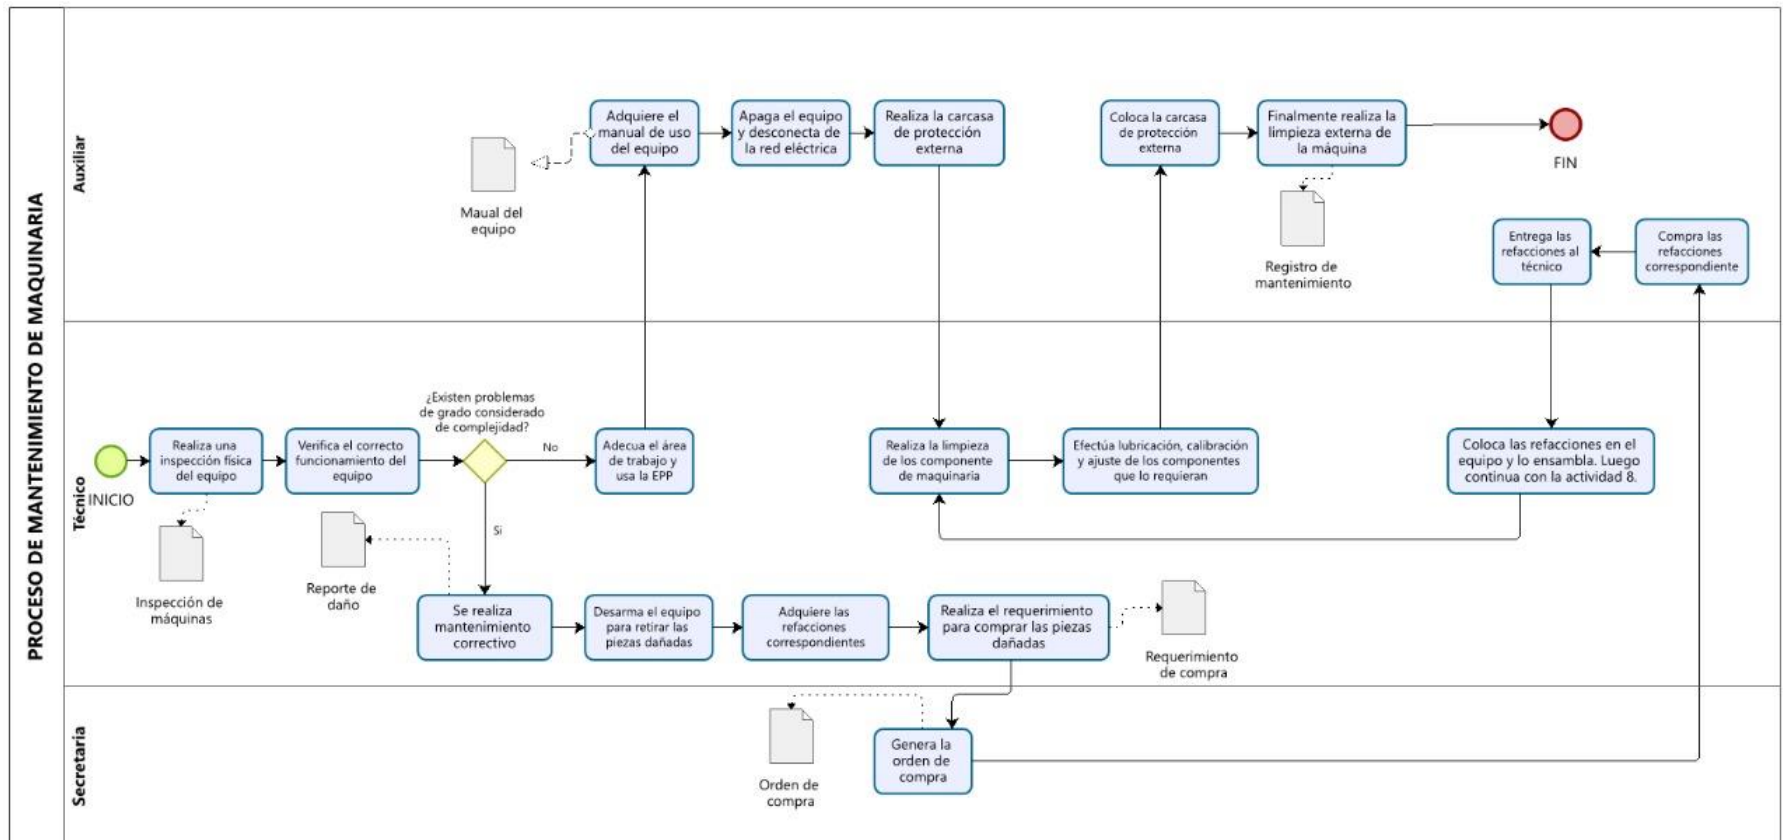 PROCESO DE MANTENIMIENTO DE MAQUINARIA
Auxiliar
Maual del
equipo
Adquiere el
manual de uso
del equipo
Apaga el equipo
y desconecta de
la red eléctrica
Realiza la carcasa
de protección
externa
Coloca la carcasa
de protección
externa
Finalmente realiza la
limpieza externa de
la máquina
FIN
Registro de
mantenimiento
Entrega las
refacciones al
técnico
Compra las
refacciones
correspondiente
Técnico
INICIO
Realiza una
inspección física
del equipo
Verifica el correcto
funcionamiento del
equipo
¿Existen problemas
de grado considerado
de complejidad?
No
Adecua el área
de trabajo y
usa la EPP
Realiza la limpieza
de los componente
de maquinaria
Efectúa lubricación, calibración
y ajuste de los componentes
que lo requieran
Coloca las refacciones en el
equipo y lo ensambla. Luego
continua con la actividad 8.
Si
Inspección de
máquinas
Reporte de
daño
Se realiza
mantenimiento
correctivo
Desarma el equipo
para retirar las
piezas dañadas
Adquiere las
refacciones
correspondientes
Realiza el requerimiento
para comprar las piezas
dañadas
Requerimiento
de compra
Secretaria
Orden de
compra
Genera la
orden de
compra